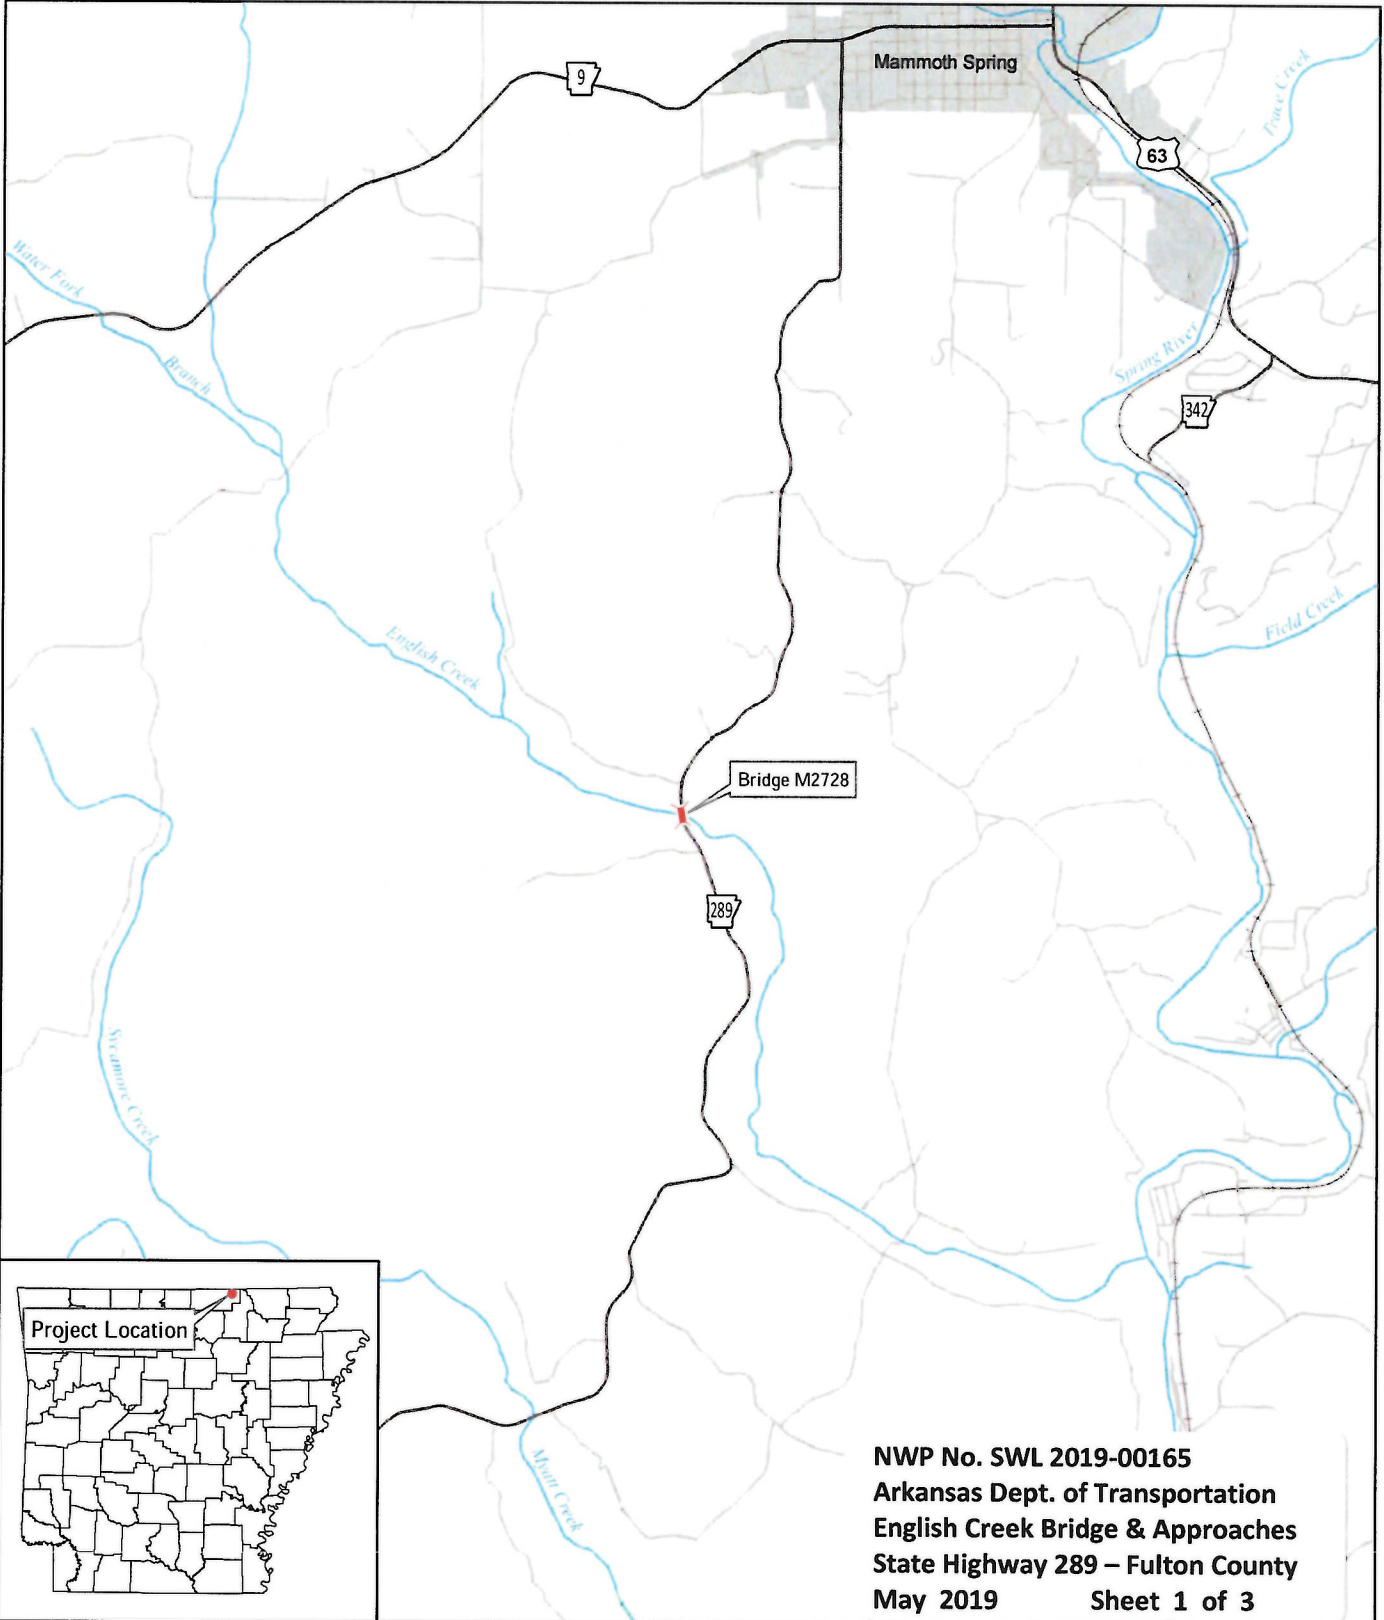 Mammoth Spring
9
63
Trace Creek
Water Fork
Branch
Spring River
342
English Creek
Field Creek
Bridge M2728
289
Sycamore Creek
Project Location
Myatt Creek
NWP No. SWL 2019-00165
Arkansas Dept. of Transportation
English Creek Bridge & Approaches
State Highway 289 – Fulton County
May 2019 Sheet 1 of 3